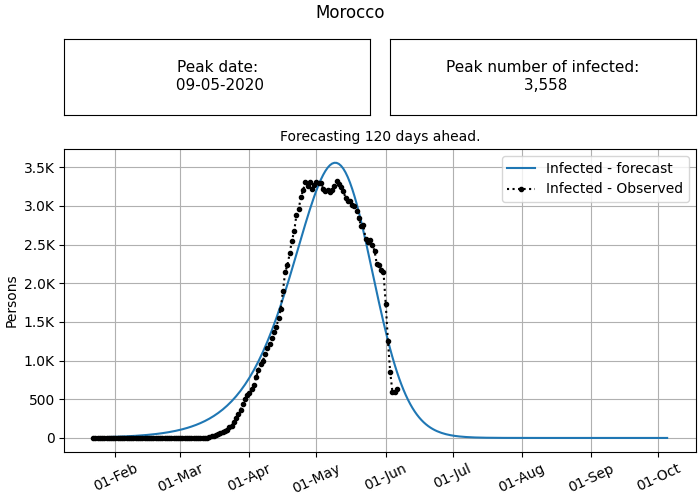 Morocco
Peak date:
09-05-2020
Peak number of infected:
3,558
Forecasting 120 days ahead.
Infected - forecast
Infected - Observed
Persons
3.5K
3.0K
2.5K
2.0K
1.5K
1.0K
500
0
01-Feb
01-Mar
01-Apr
01-May
01-Jun
01-Jul
01-Aug
01-Sep
01-Oct